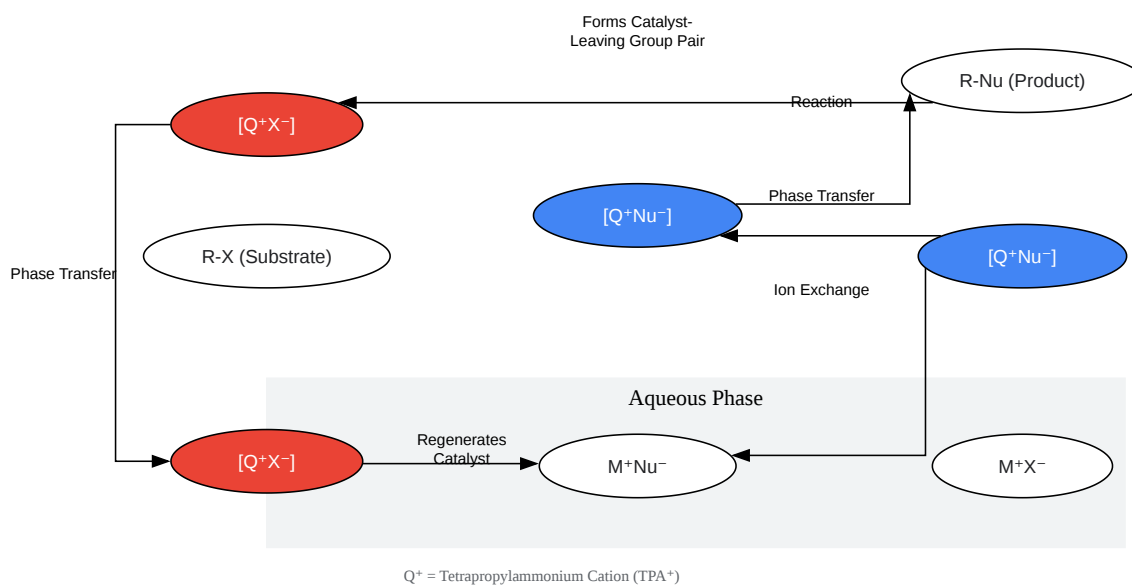 Forms Catalyst-
Leaving Group Pair
R-Nu (Product)
Reaction
[Q⁺X⁻]
Phase Transfer
[Q⁺Nu⁻]
R-X (Substrate)
[Q⁺Nu⁻]
Phase Transfer
Ion Exchange
Aqueous Phase
Regenerates
Catalyst
[Q⁺X⁻]
M⁺Nu⁻
M⁺X⁻
Q⁺ = Tetrapropylammonium Cation (TPA⁺)